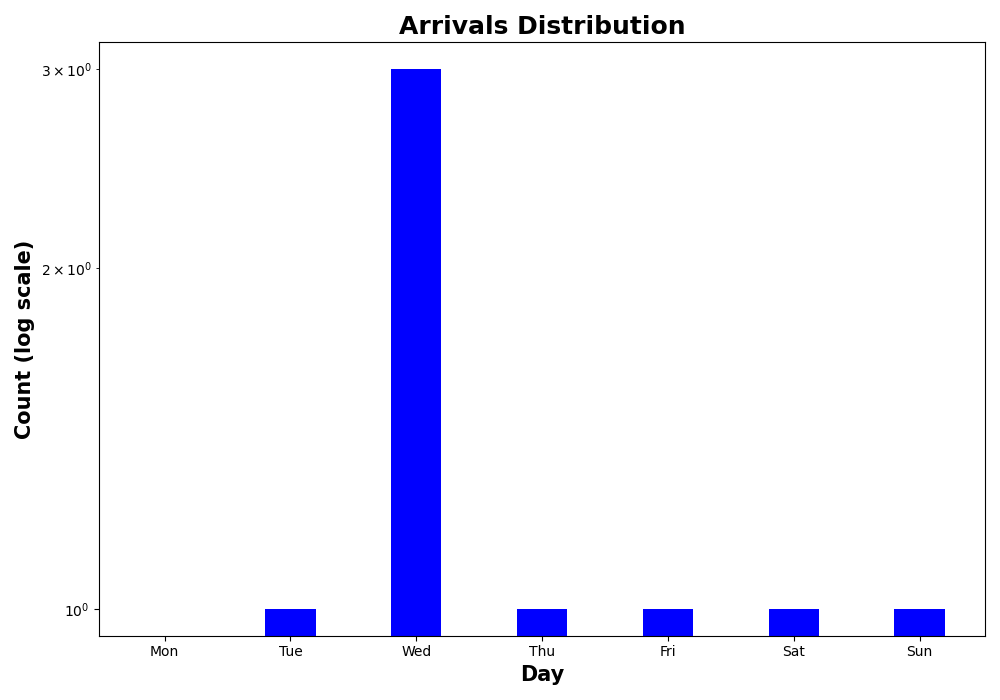 Arrivals Distribution
Count (log scale)
3 × 10⁰
2 × 10⁰
10⁰
Mon Tue Wed Thu Fri Sat Sun
Day